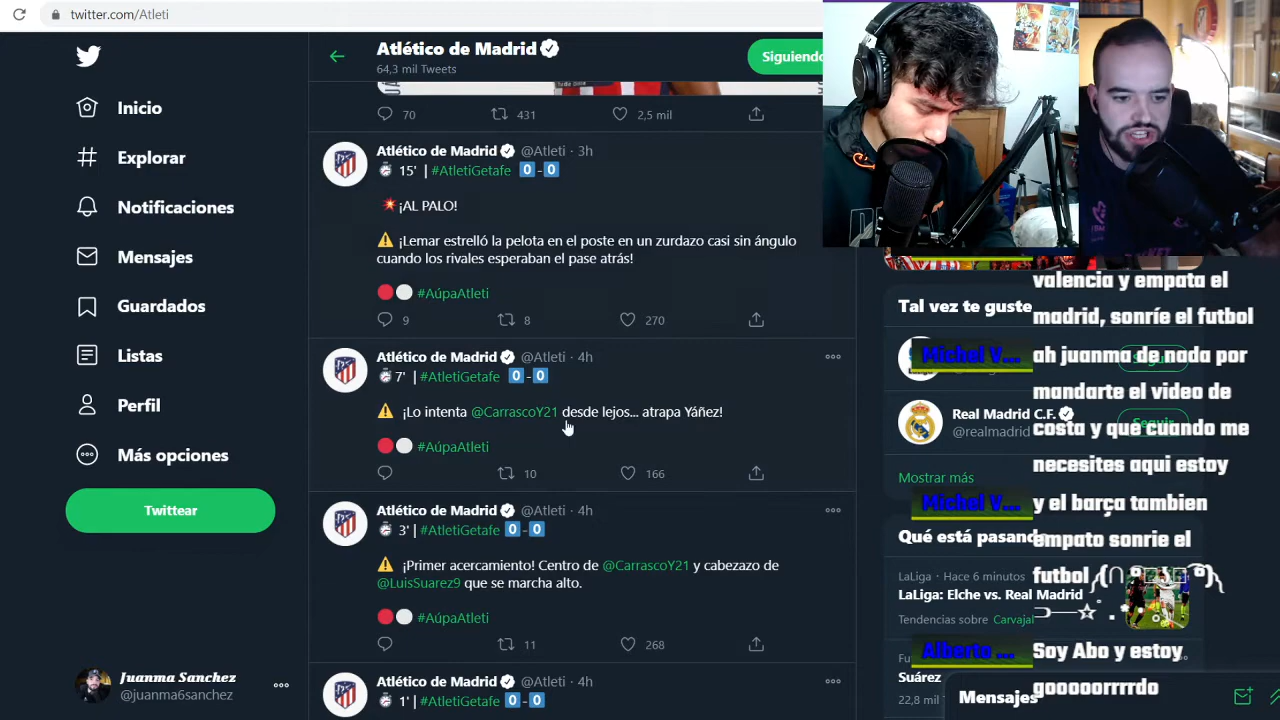 twitter.com/Atleti
Atlético de Madrid
64,3 mil Tweets
Siguiendo
Inicio
Explorar
Notificaciones
Mensajes
Guardados
Listas
Perfil
Más opciones
Twittear
Juanma Sanchez
@juanma6sanchez
70 431 2,5 mil
Atlético de Madrid @Atleti · 3h
15' | #AtletiGetafe 0-0
¡AL PALO!
¡Lemar estrelló la pelota en el poste en un zurdazo casi sin ángulo
cuando los rivales esperaban el pase atrás!
#AúpaAtleti
9 8 270
Atlético de Madrid @Atleti · 4h
7' | #AtletiGetafe 0-0
¡Lo intenta @CarrascoY21 desde lejos... atrapa Yáñez!
#AúpaAtleti
10 166
Atlético de Madrid @Atleti · 4h
3' | #AtletiGetafe 0-0
¡Primer acercamiento! Centro de @CarrascoY21 y cabezazo de
@LuisSuarez9 que se marcha alto.
#AúpaAtleti
11 268
Atlético de Madrid @Atleti · 4h
1' | #AtletiGetafe 0-0
Tal vez te guste
Real Madrid C.F.
@realmadrid
Seguir
Mostrar más
Qué está pasando
LaLiga · Hace 6 minutos
LaLiga: Elche vs. Real Madrid
Tendencias sobre Carvajal
Suárez
22,8 mil
Mensajes
valencia y empata el
madrid, sonríe el futbol
Michel V...
ah juanma de nada por
mandarte el video de
costa y que cuando me
necesites aqui estoy
Michel V...
y el barça tambien
empato sonrie el
futbol
Alberto ...
Soy Abo y estoy
gooooorrrrdo